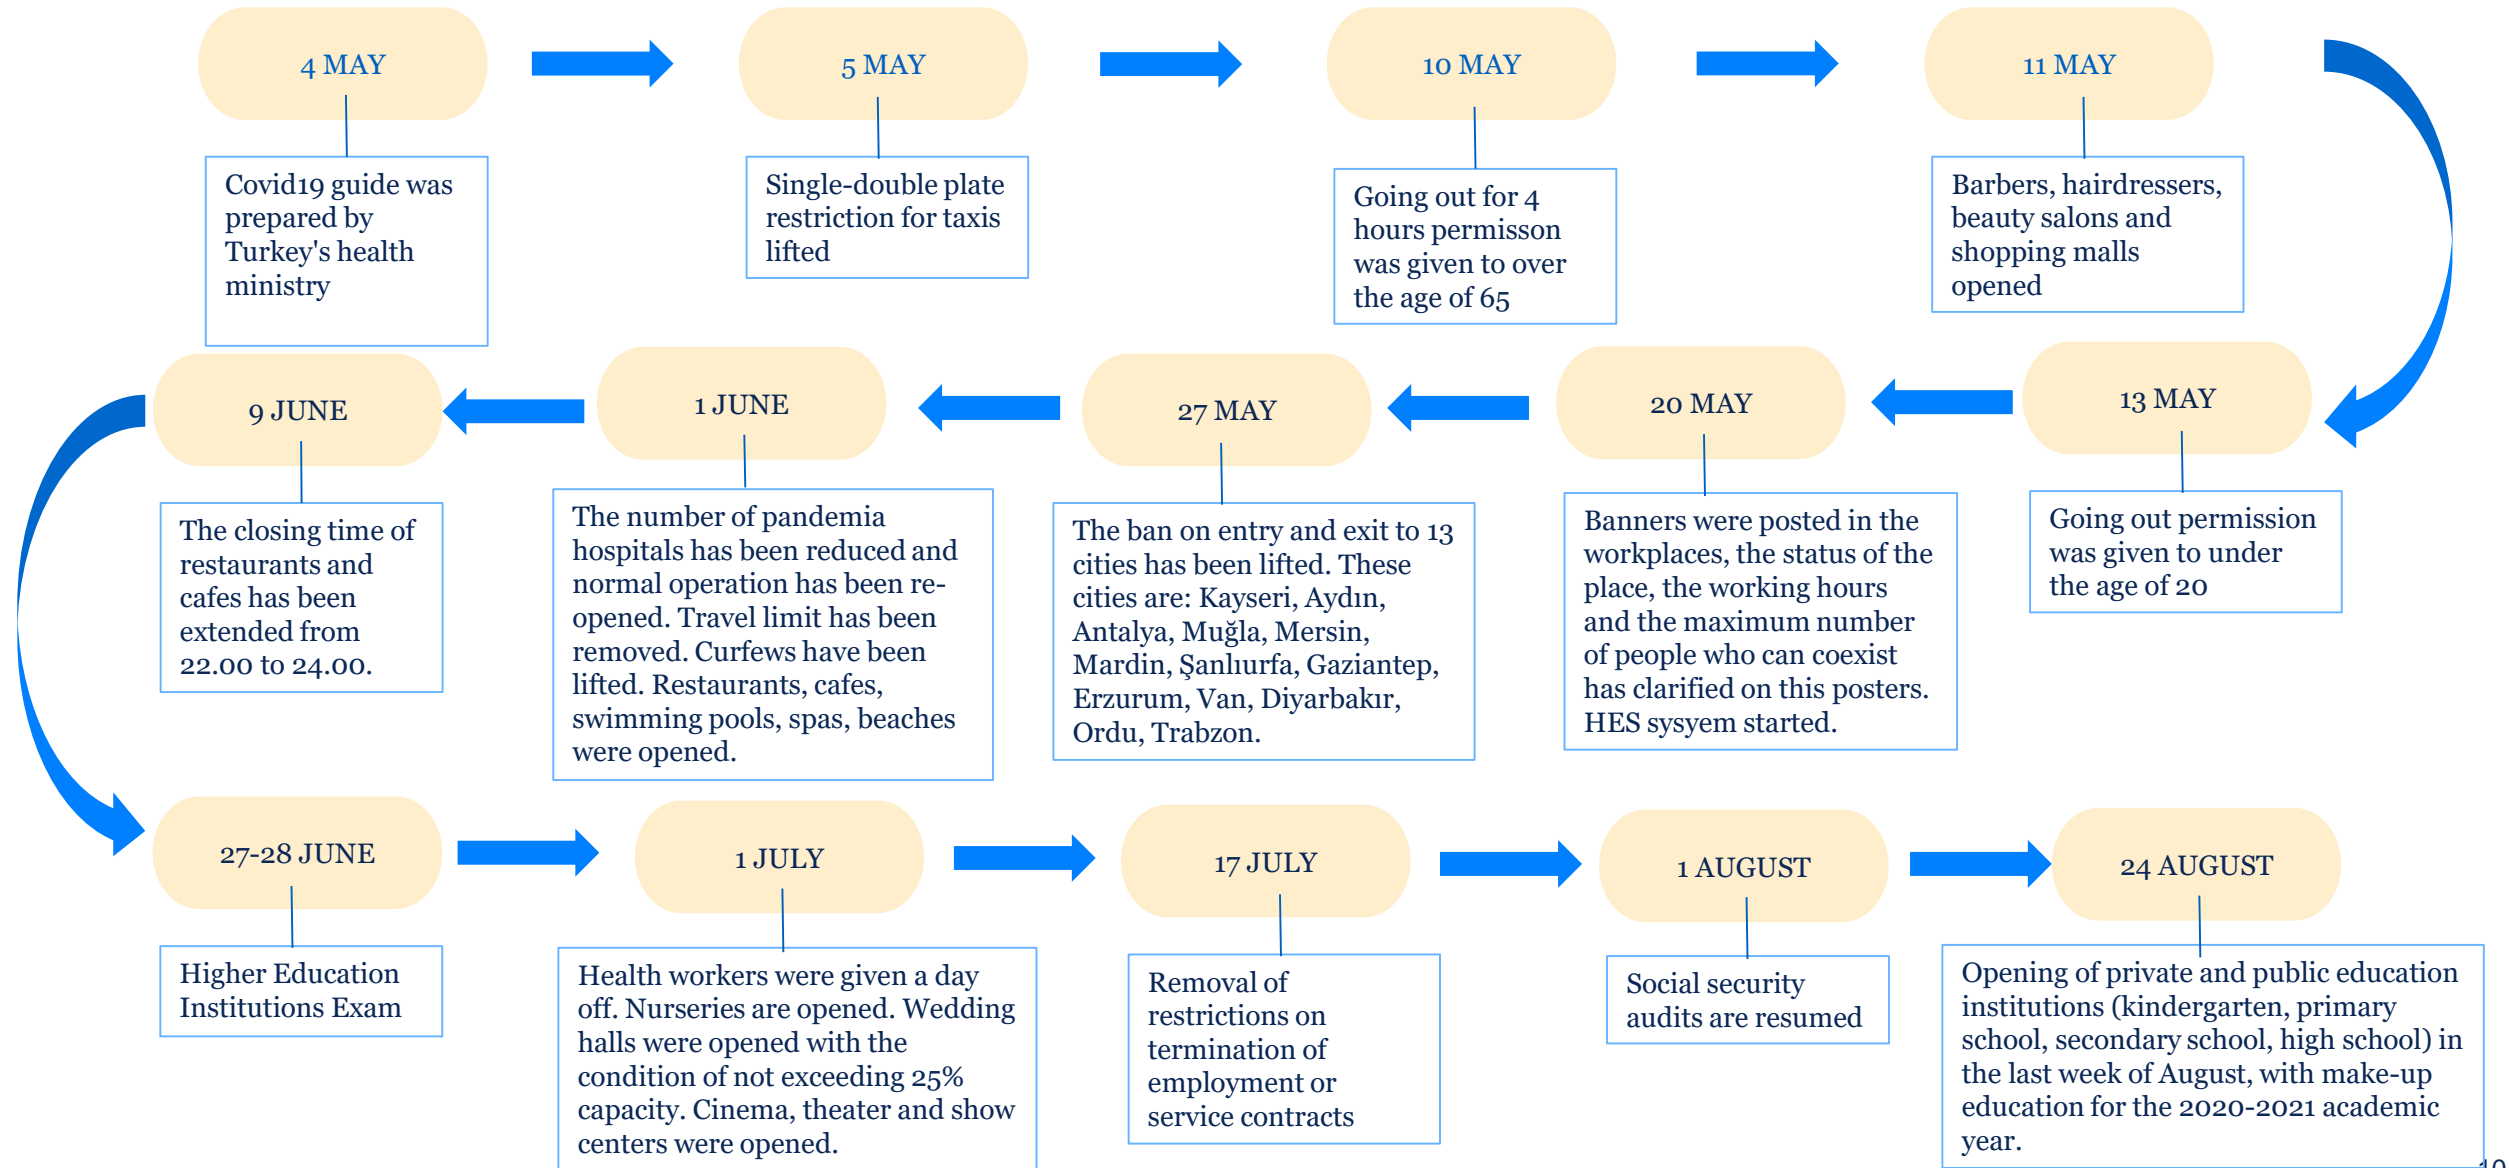 4 MAY
Covid19 guide was
prepared by
Turkey's health
ministry
5 MAY
Single-double plate
restriction for taxis
lifted
10 MAY
Going out for 4
hours permisson
was given to over
the age of 65
11 MAY
Barbers, hairdressers,
beauty salons and
shopping malls
opened
13 MAY
Going out permission
was given to under
the age of 20
20 MAY
Banners were posted in the
workplaces, the status of the
place, the working hours
and the maximum number
of people who can coexist
has clarified on this posters.
HES sysyem started.
27 MAY
The ban on entry and exit to 13
cities has been lifted. These
cities are: Kayseri, Aydın,
Antalya, Muğla, Mersin,
Mardin, Şanlıurfa, Gaziantep,
Erzurum, Van, Diyarbakır,
Ordu, Trabzon.
1 JUNE
The number of pandemia
hospitals has been reduced and
normal operation has been re-
opened. Travel limit has been
removed. Curfews have been
lifted. Restaurants, cafes,
swimming pools, spas, beaches
were opened.
9 JUNE
The closing time of
restaurants and
cafes has been
extended from
22.00 to 24.00.
27-28 JUNE
Higher Education
Institutions Exam
1 JULY
Health workers were given a day
off. Nurseries are opened. Wedding
halls were opened with the
condition of not exceeding 25%
capacity. Cinema, theater and show
centers were opened.
17 JULY
Removal of
restrictions on
termination of
employment or
service contracts
1 AUGUST
Social security
audits are resumed
24 AUGUST
Opening of private and public education
institutions (kindergarten, primary
school, secondary school, high school) in
the last week of August, with make-up
education for the 2020-2021 academic
year.